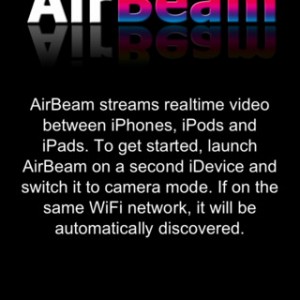 AirBeam
AirBeam streams realtime video
between iPhones, iPods and
iPads. To get started, launch
AirBeam on a second iDevice and
switch it to camera mode. If on the
same WiFi network, it will be
automatically discovered.